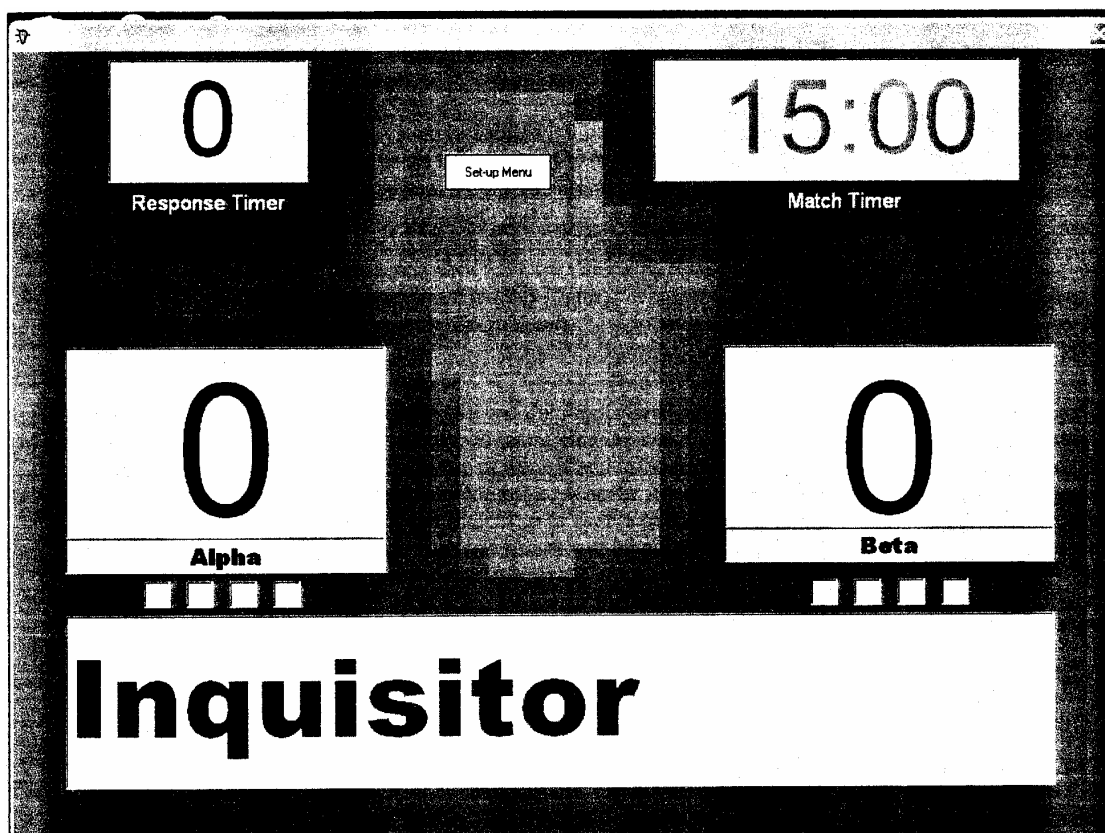 0
Response Timer
Set-up Menu
15:00
Match Timer
0
Alpha
0
Beta
Inquisitor